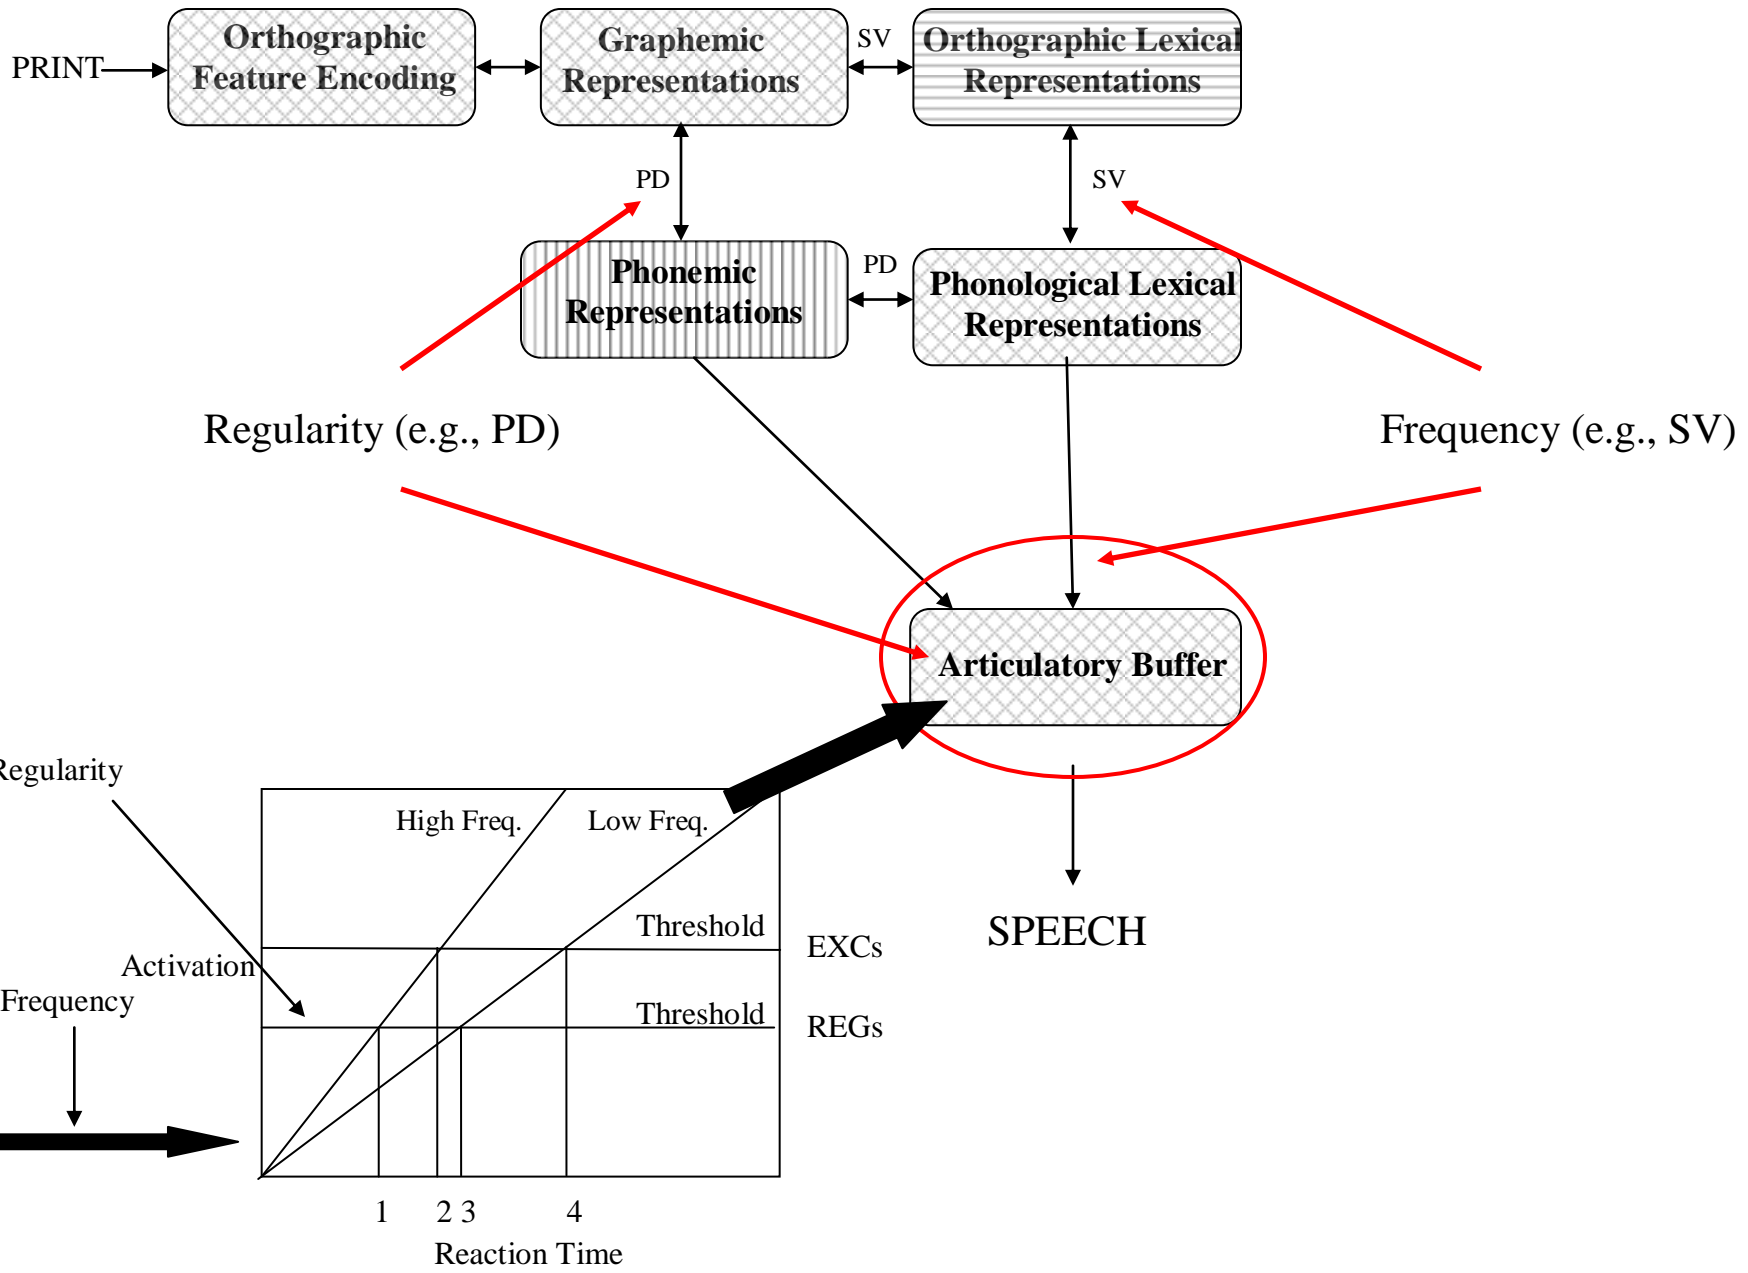 Orthographic
Feature Encoding
Graphemic
Representations
SV
Orthographic Lexical
Representations
PRINT
PD
SV
Phonemic
Representations
PD
Phonological Lexical
Representations
Regularity (e.g., PD)
Frequency (e.g., SV)
Articulatory Buffer
Regularity
High Freq.
Low Freq.
Threshold
EXCs
SPEECH
Activation
Frequency
Threshold
REGs
1
2 3
4
Reaction Time